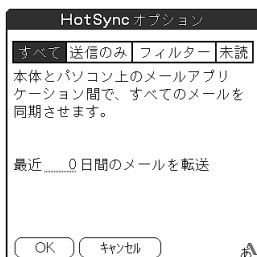 HotSyncオプション
すべて 送信のみ フィルター 未読
本体とパソコン上のメールアプリ
ケーション間で、すべてのメールを
同期させます。
最近 0日間のメールを転送
OK キャンセル あ